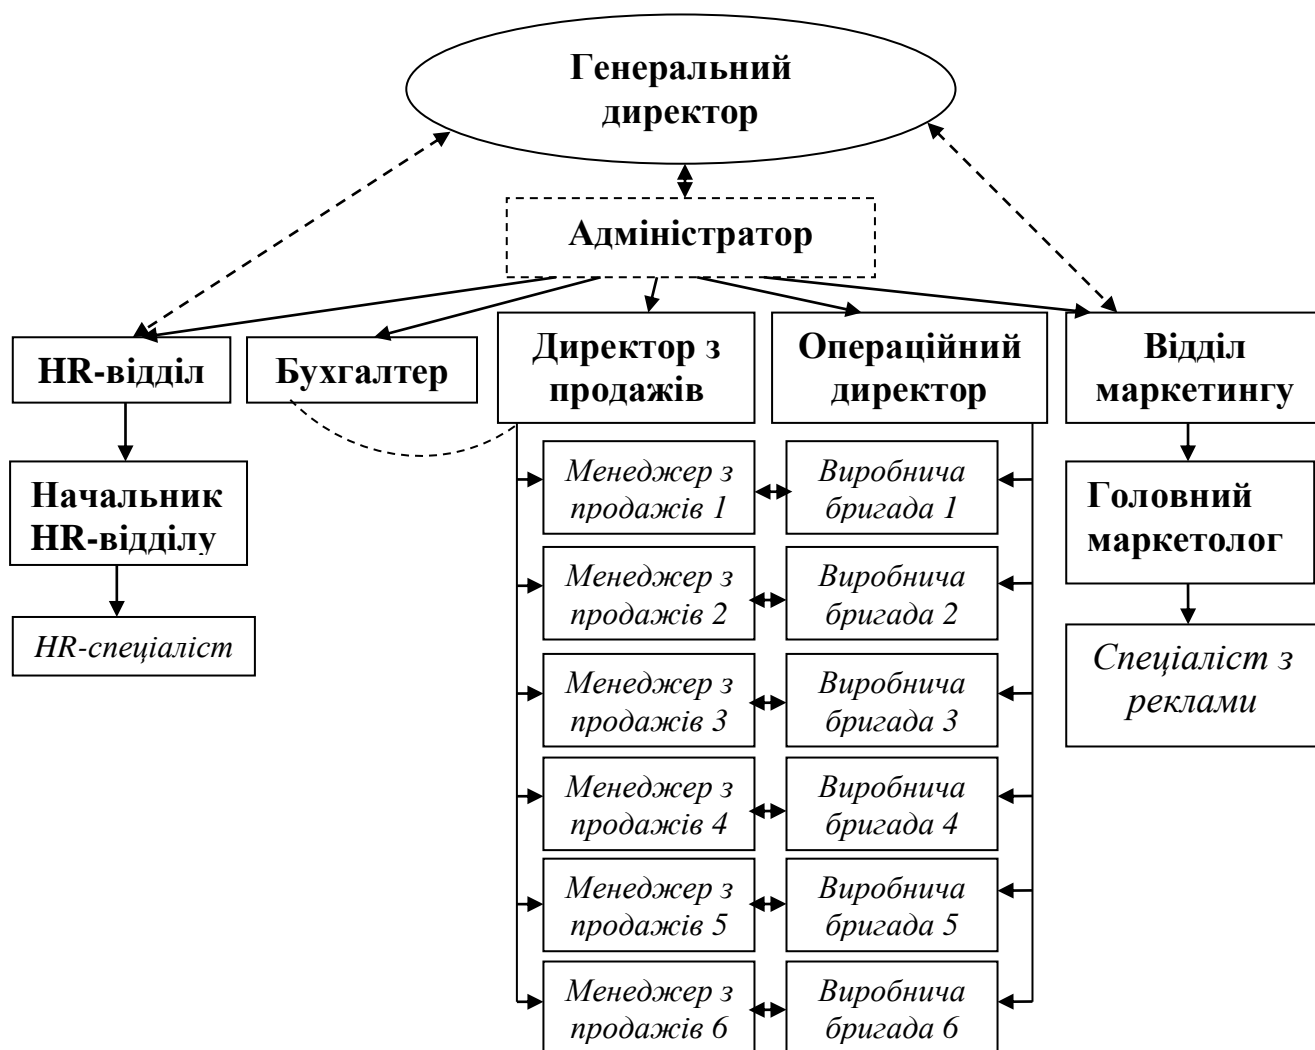 Генеральний
директор
Адміністратор
HR-відділ
Бухгалтер
Директор з
продажів
Операційний
директор
Відділ
маркетингу
Начальник
HR-відділу
HR-спеціаліст
Менеджер з
продажів 1
Виробнича
бригада 1
Менеджер з
продажів 2
Виробнича
бригада 2
Менеджер з
продажів 3
Виробнича
бригада 3
Менеджер з
продажів 4
Виробнича
бригада 4
Менеджер з
продажів 5
Виробнича
бригада 5
Менеджер з
продажів 6
Виробнича
бригада 6
Головний
маркетолог
Спеціаліст з
реклами